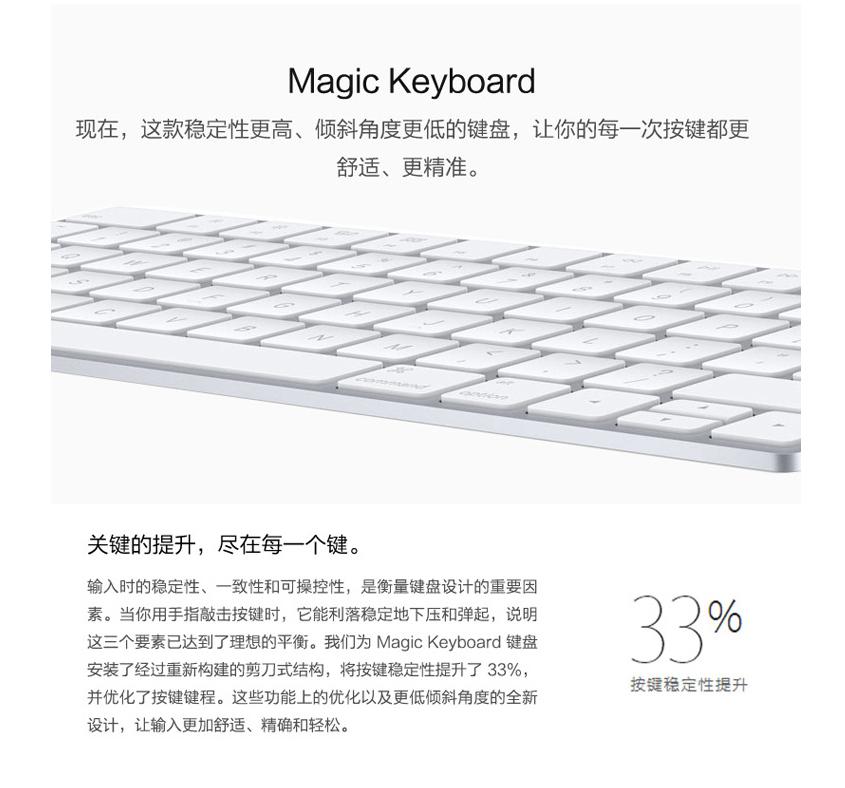 Magic Keyboard
现在，这款稳定性更高、倾斜角度更低的键盘，让你的每一次按键都更
舒适、更精准。
Q W E R T Y U I O P
S D F G H J K L
C V B N M
command
option
关键的提升，尽在每一个键。
输入时的稳定性、一致性和可操控性，是衡量键盘设计的重要因
素。当你用手指敲击按键时，它能利落稳定地下压和弹起，说明
这三个要素已达到了理想的平衡。我们为 Magic Keyboard 键盘
安装了经过重新构建的剪刀式结构，将按键稳定性提升了 33%，
并优化了按键键程。这些功能上的优化以及更低倾斜角度的全新
设计，让输入更加舒适、精确和轻松。
33%
按键稳定性提升